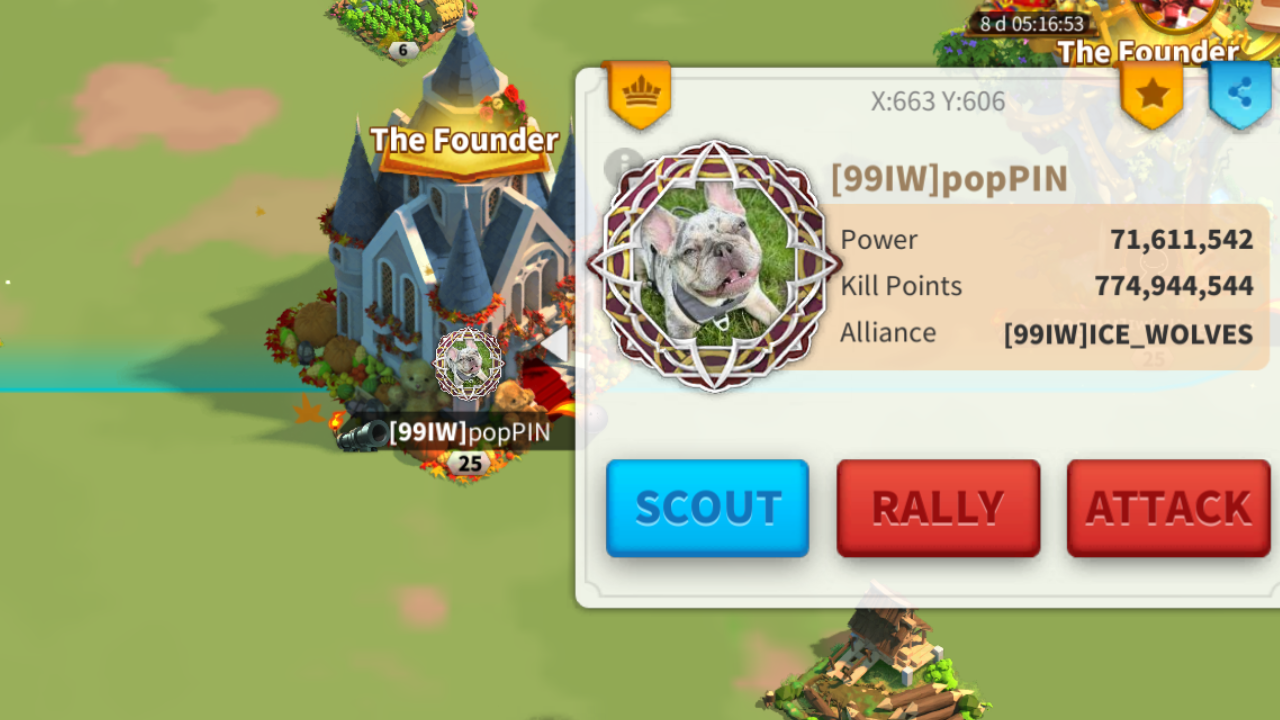 6
8 d 05:16:53
The Founder
The Founder
X:663 Y:606
[99IW]popPIN
Power 71,611,542
Kill Points 774,944,544
Alliance [99IW]ICE_WOLVES
25
[99IW]popPIN
25
SCOUT RALLY ATTACK